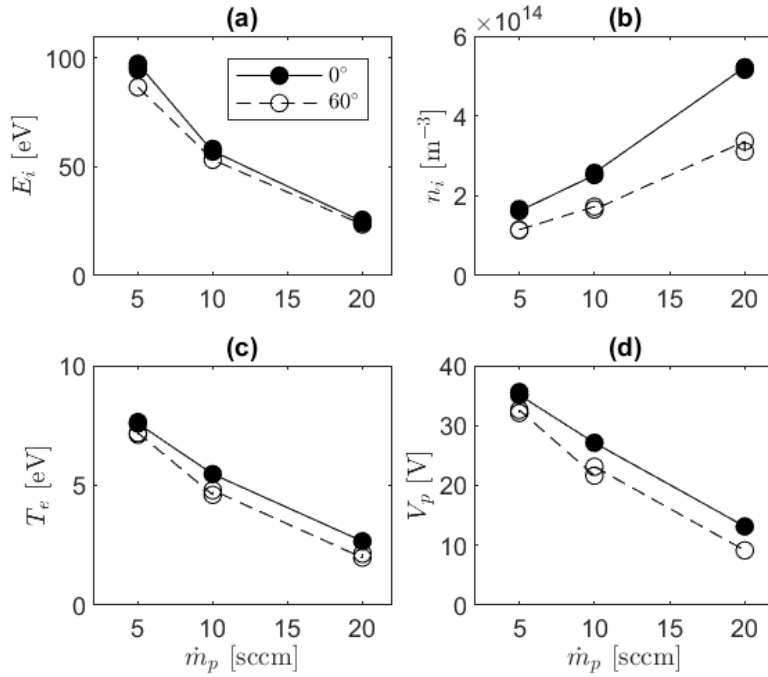 (a)
E_i [eV]
100
50
0
5 10 15 20
0°
60°
(b)
×10^14
n_i [m^−3]
6
4
2
0
5 10 15 20
(c)
T_e [eV]
10
5
0
5 10 15 20
ṁ_p [sccm]
(d)
V_p [V]
40
30
20
10
0
5 10 15 20
ṁ_p [sccm]